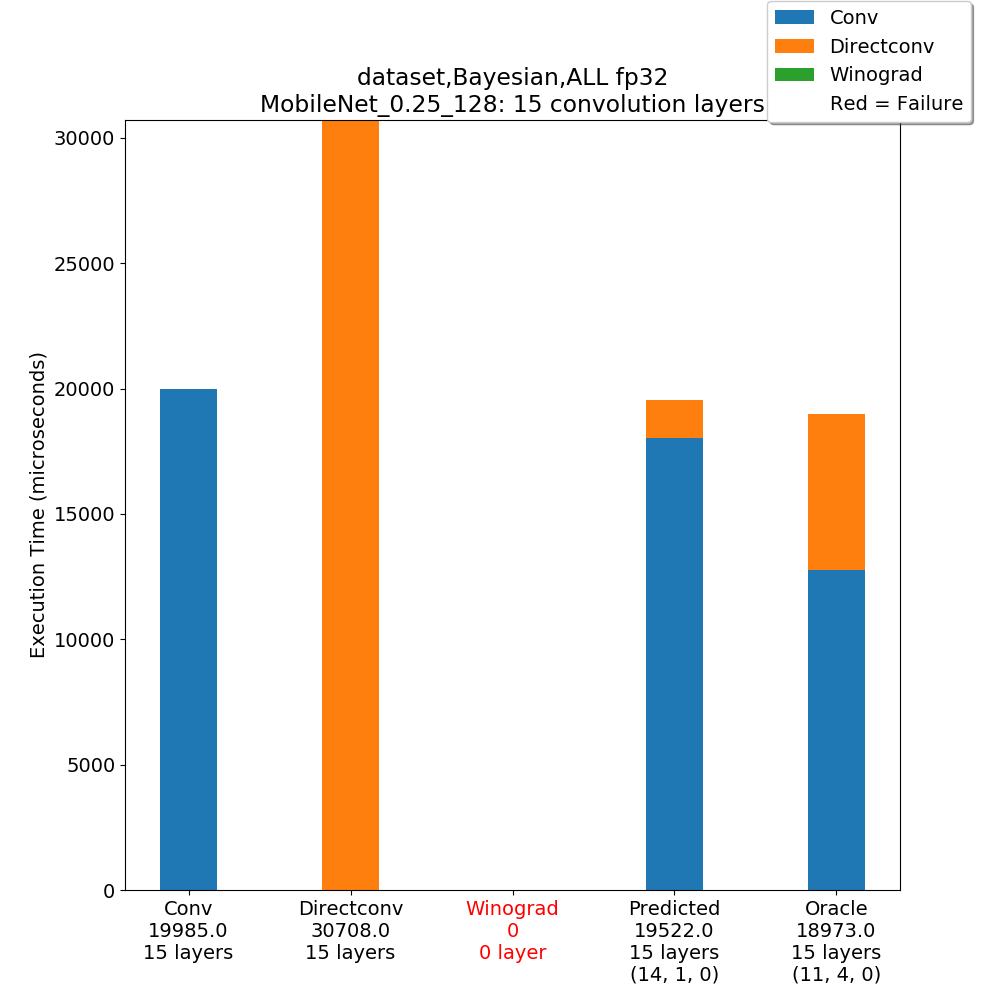 Conv
Directconv
Winograd
Red = Failure
dataset,Bayesian,ALL fp32
MobileNet_0.25_128: 15 convolution layers
Execution Time (microseconds)
30000
25000
20000
15000
10000
5000
0
Conv
19985.0
15 layers
Directconv
30708.0
15 layers
Winograd
0
0 layer
Predicted
19522.0
15 layers
(14, 1, 0)
Oracle
18973.0
15 layers
(11, 4, 0)